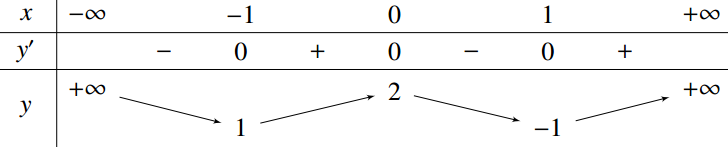 x −∞ −1 0 1 +∞
y′ − 0 + 0 − 0 +
+∞ 2 +∞
y
1 −1